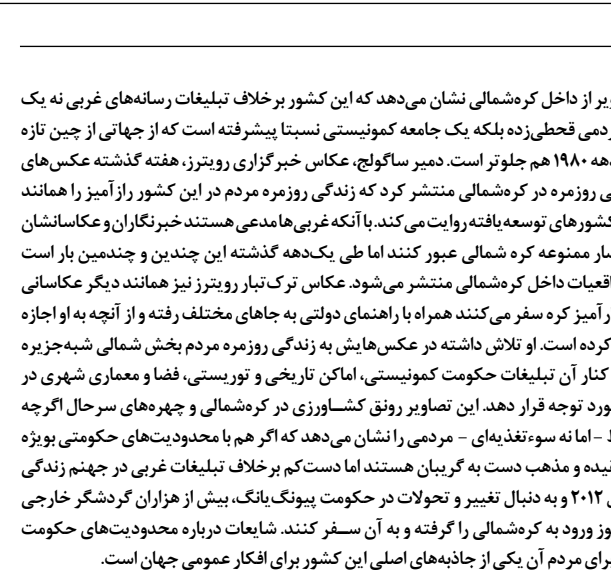 از داخل کره‌شمالی نشان می‌دهد که این کشور برخلاف تبلیغات رسانه‌های غربی نه یک
قحطی‌زده بلکه یک جامعه کمونیستی نسبتا پیشرفته است که از جهاتی از چین تازه
۱۹۸۰ هم جلوتر است. دمیر ساگولج، عکاس خبرگزاری رویترز، هفته گذشته عکس‌های
روزمره در کره‌شمالی منتشر کرد که زندگی روزمره مردم در این کشور رازآمیز را همانند
کشورهای توسعه‌یافته روایت می‌کند. با آنکه غربی‌ها مدعی هستند خبرنگاران و عکاسانشان
ممنوعه کره شمالی عبور کنند اما طی یک‌دهه گذشته این چندین و چندمین بار است
داخل کره‌شمالی منتشر می‌شود. عکاس ترک‌تبار رویترز نیز همانند دیگر عکاسانی
کره سفر می‌کنند همراه با راهنمای دولتی به جاهای مختلف رفته و از آنچه به او اجازه
کرده است. او تلاش داشته در عکس‌هایش به زندگی روزمره مردم بخش شمالی شبه‌جزیره
کنار آن تبلیغات حکومت کمونیستی، اماکن تاریخی و توریستی، فضا و معماری شهری در
توجه قرار دهد. این تصاویر رونق کشــاورزی در کره‌شمالی و چهره‌های سرحال اگرچه
- اما نه سوء‌تغذیه‌ای - مردمی را نشان می‌دهد که اگر هم با محدودیت‌های حکومتی بویژه
و مذهب دست به گریبان هستند اما دست‌کم برخلاف تبلیغات غربی در جهنم زندگی
۲۰۱۲ و به دنبال تغییر و تحولات در حکومت پیونگ‌یانگ، بیش از هزاران گردشگر خارجی
ورود به کره‌شمالی را گرفته و به آن ســفر کنند. شایعات درباره محدودیت‌های حکومت
مردم آن یکی از جاذبه‌های اصلی این کشور برای افکار عمومی جهان است.